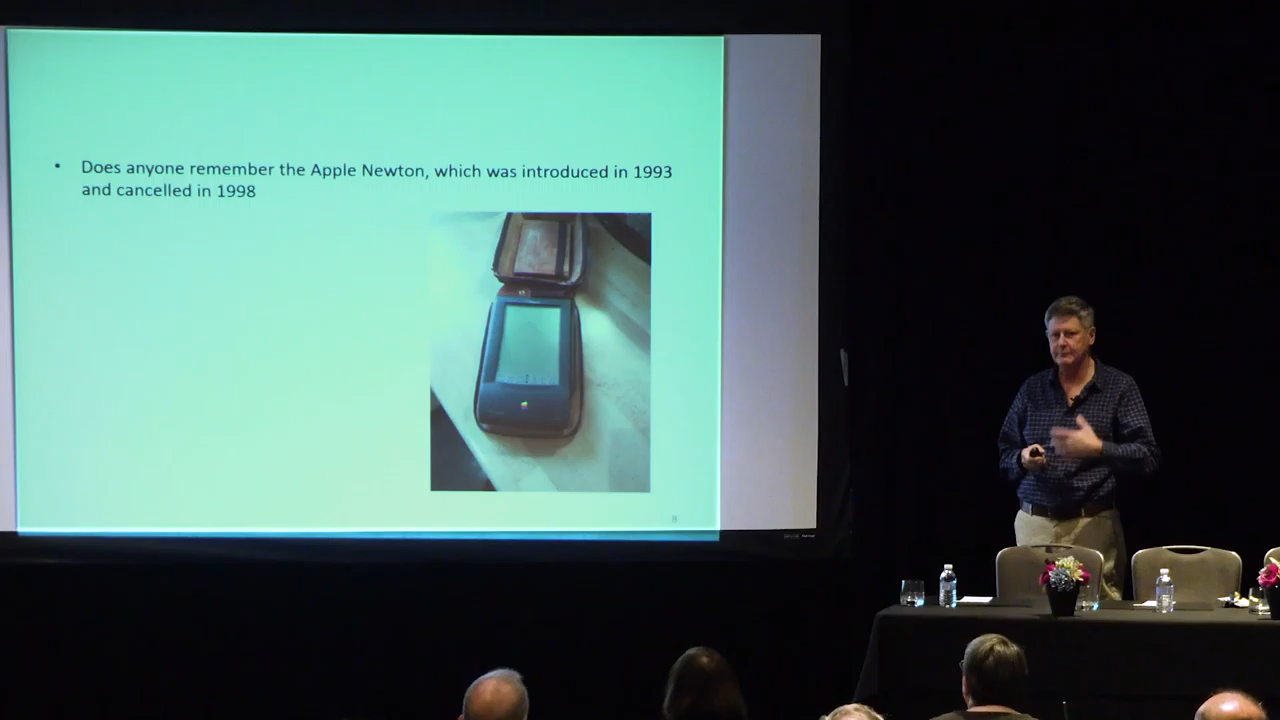 • Does anyone remember the Apple Newton, which was introduced in 1993
and cancelled in 1998